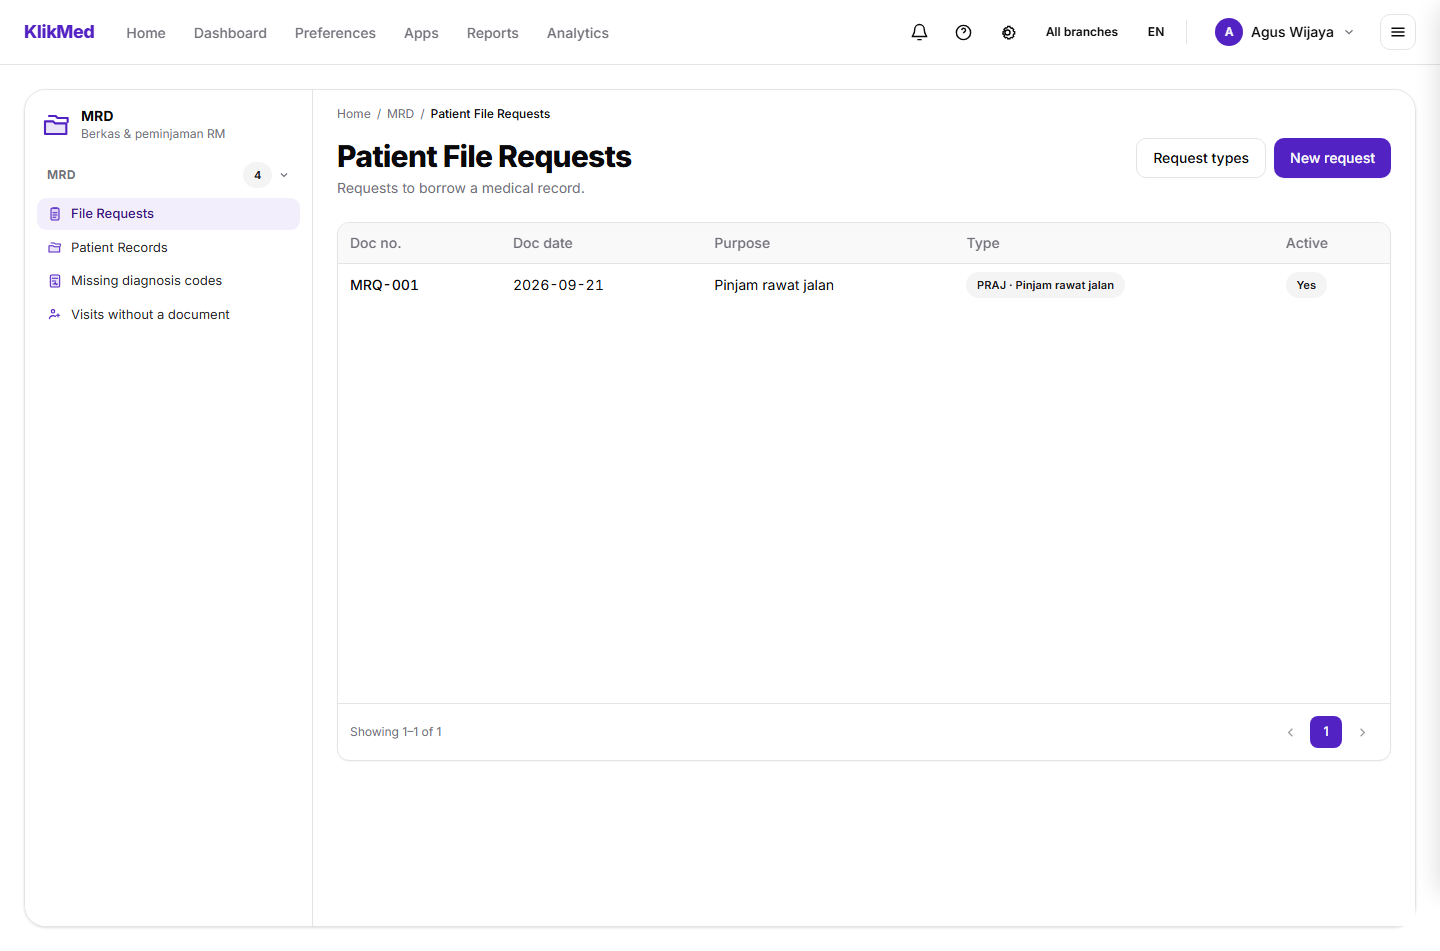 KlikMed Home Dashboard Preferences Apps Reports Analytics All branches EN A Agus Wijaya
MRD
Berkas & peminjaman RM
MRD 4
File Requests
Patient Records
Missing diagnosis codes
Visits without a document
Home / MRD / Patient File Requests
Patient File Requests
Requests to borrow a medical record.
Request types New request
Doc no. Doc date Purpose Type Active
MRQ-001 2026-09-21 Pinjam rawat jalan PRAJ · Pinjam rawat jalan Yes
Showing 1–1 of 1
1